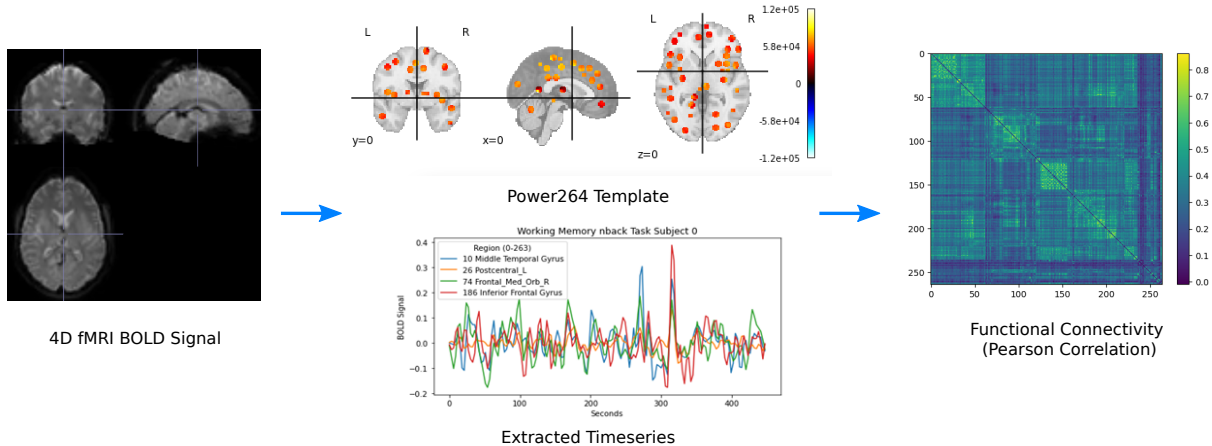 4D fMRI BOLD Signal
L
R
y=0
x=0
L
R
z=0
1.2e+05
5.8e+04
0
-5.8e+04
-1.2e+05
Power264 Template
Working Memory nback Task Subject 0
BOLD Signal
0.4
0.3
0.2
0.1
0.0
−0.1
−0.2
Region (0-263)
10 Middle Temporal Gyrus
26 Postcentral_L
74 Frontal_Med_Orb_R
186 Inferior Frontal Gyrus
0
100
200
300
400
Seconds
Extracted Timeseries
0
50
100
150
200
250
0
100
200
0.8
0.7
0.6
0.5
0.4
0.3
0.2
0.1
0.0
Functional Connectivity
(Pearson Correlation)